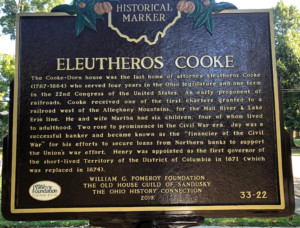 HISTORICAL
MARKER
ELEUTHEROS COOKE
The Cooke-Dorn house was the last home of attorney Eleutheros Cooke
(1787-1864) who served four years in the Ohio legislature and one term
in the 22nd Congress of the United States. An early proponent of
railroads, Cooke received one of the first charters granted to a
railroad west of the Alleghany Mountains, for the Mad River & Lake
Erie line. He and wife Martha had six children, four of whom lived
to adulthood. Two rose to prominence in the Civil War era. Jay was a
successful banker and became known as the "financier of the Civil
War" for his efforts to secure loans from Northern banks to support
the Union's war effort. Henry was appointed as the first governor of
the short-lived Territory of the District of Columbia in 1871 (which
was replaced in 1874).
WILLIAM G. POMEROY FOUNDATION
THE OLD HOUSE GUILD OF SANDUSKY
THE OHIO HISTORY CONNECTION
2019
33-22
Pomeroy
Foundation